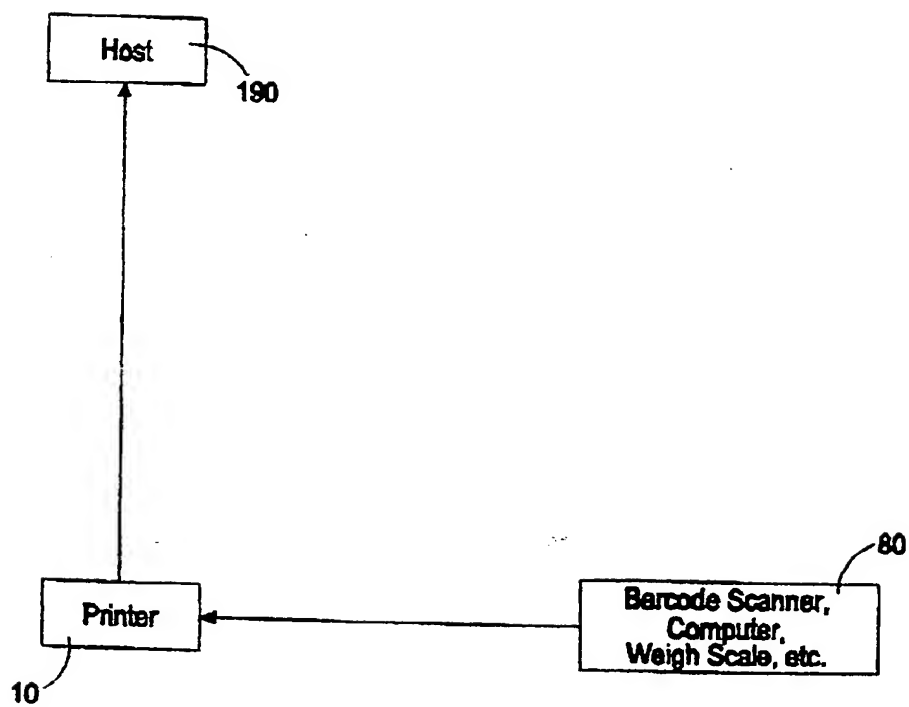 Host
190
80
Printer
Barcode Scanner,
Computer,
Weigh Scale, etc.
10